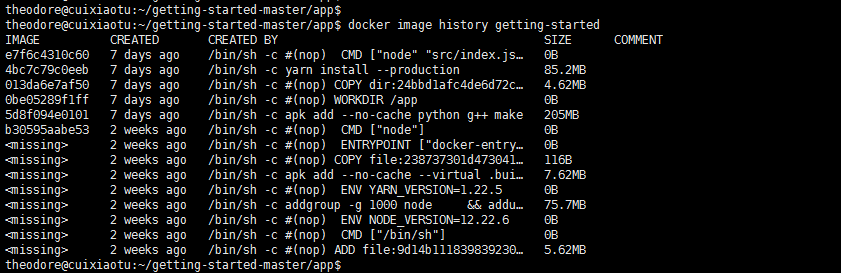 theodore@cuixiaotu:~/getting-started-master/app$
theodore@cuixiaotu:~/getting-started-master/app$ docker image history getting-started
IMAGE          CREATED       CREATED BY                                      SIZE      COMMENT
e7f6c4310c60   7 days ago    /bin/sh -c #(nop)  CMD ["node" "src/index.js…   0B
4bc7c79c0eeb   7 days ago    /bin/sh -c yarn install --production            85.2MB
013da6e7af50   7 days ago    /bin/sh -c #(nop) COPY dir:24bbd1afc4de6d72c…   4.62MB
0be05289f1ff   7 days ago    /bin/sh -c #(nop) WORKDIR /app                  0B
5d8f094e0101   7 days ago    /bin/sh -c apk add --no-cache python g++ make   205MB
b30595aabe53   2 weeks ago   /bin/sh -c #(nop)  CMD ["node"]                 0B
<missing>      2 weeks ago   /bin/sh -c #(nop)  ENTRYPOINT ["docker-entry…   0B
<missing>      2 weeks ago   /bin/sh -c #(nop) COPY file:238737301d473041…   116B
<missing>      2 weeks ago   /bin/sh -c apk add --no-cache --virtual .bui…   7.62MB
<missing>      2 weeks ago   /bin/sh -c #(nop)  ENV YARN_VERSION=1.22.5      0B
<missing>      2 weeks ago   /bin/sh -c addgroup -g 1000 node     && addu…   75.7MB
<missing>      2 weeks ago   /bin/sh -c #(nop)  ENV NODE_VERSION=12.22.6     0B
<missing>      2 weeks ago   /bin/sh -c #(nop)  CMD ["/bin/sh"]              0B
<missing>      2 weeks ago   /bin/sh -c #(nop) ADD file:9d14b111839839230…   5.62MB
theodore@cuixiaotu:~/getting-started-master/app$